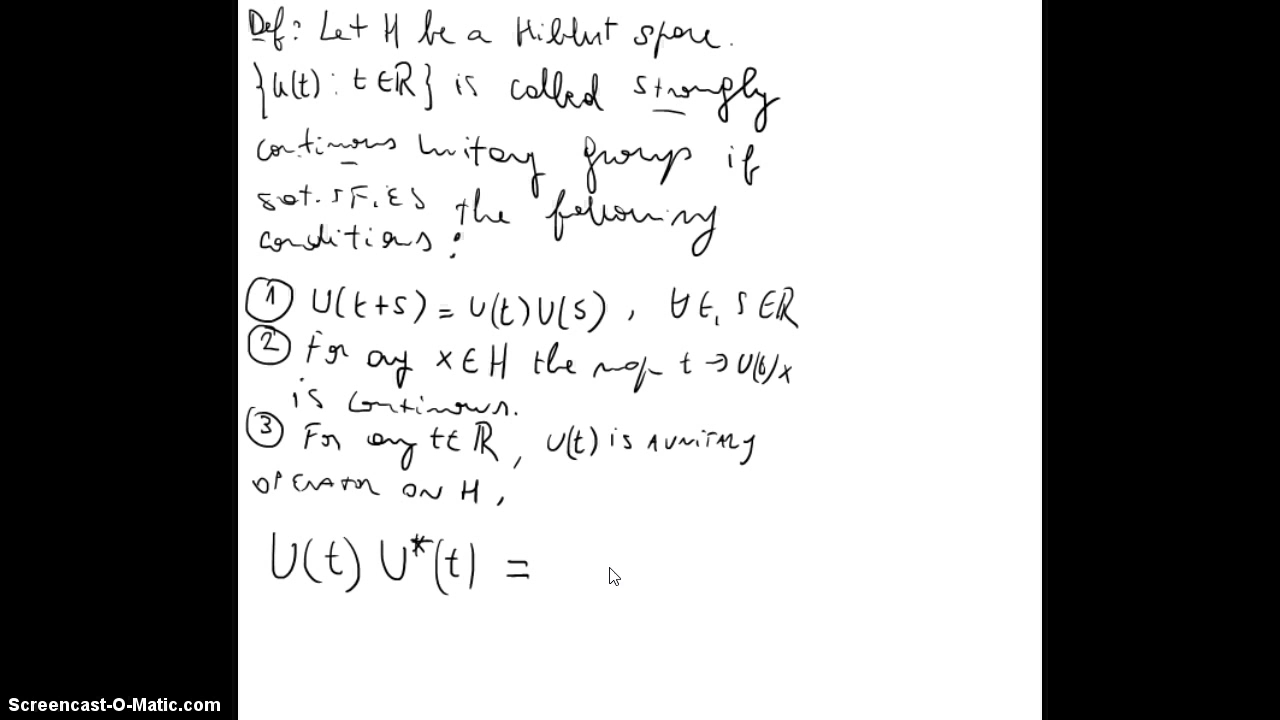 Def: Let H be a Hilbert space.
{U(t) : t ∈ ℝ} is called strongly
continuous unitary group if
satisfies the following
conditions:
① U(t+s) = U(t)U(s), ∀t, s ∈ ℝ
② For any x ∈ H the map t → U(t)x
is continuous.
③ For any t ∈ ℝ, U(t) is A UNITARY
OPERATOR ON H,
U(t) U*(t) =
Screencast-O-Matic.com